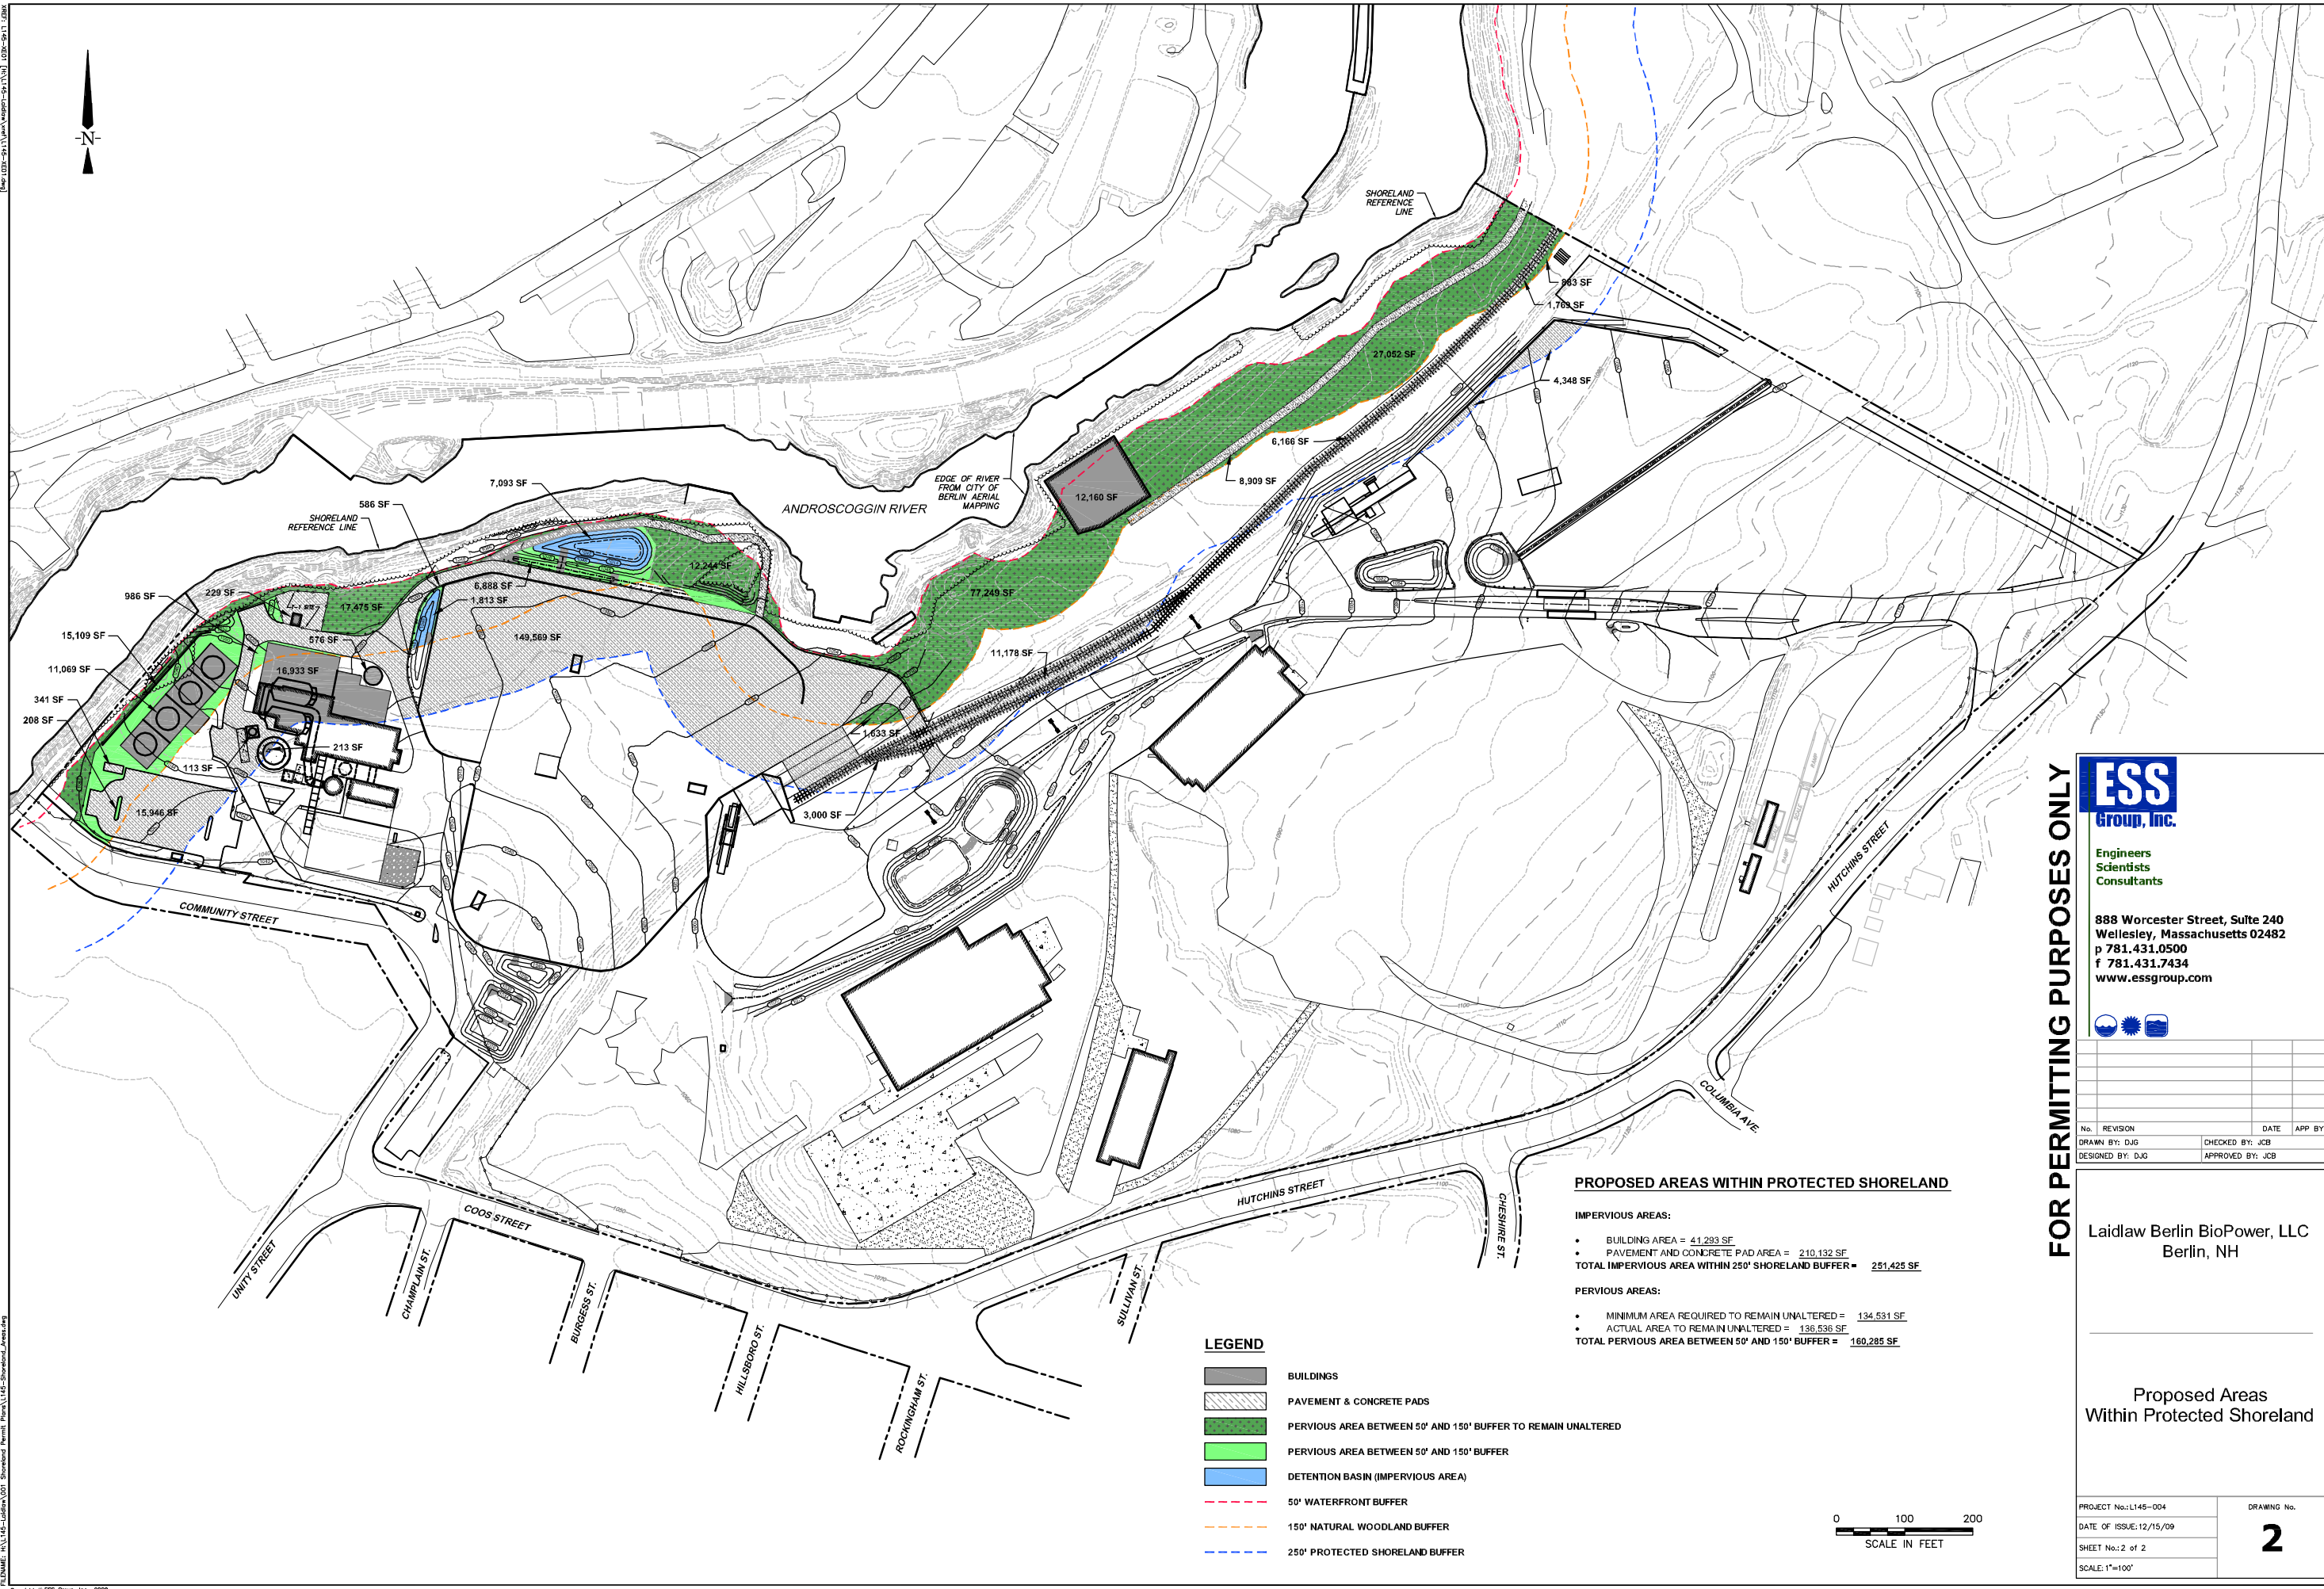 XREF: L145-XE01
-N-
SHORELAND
REFERENCE
LINE
863 SF
1,769 SF
27,052 SF
4,348 SF
6,166 SF
8,909 SF
12,160 SF
EDGE OF RIVER
FROM CITY OF
BERLIN AERIAL
MAPPING
ANDROSCOGGIN RIVER
7,093 SF
586 SF
SHORELAND
REFERENCE LINE
12,244 SF
6,888 SF
1,813 SF
77,249 SF
986 SF
229 SF
17,475 SF
576 SF
149,569 SF
15,109 SF
11,069 SF
16,933 SF
11,178 SF
341 SF
208 SF
1,633 SF
213 SF
113 SF
15,946 SF
3,000 SF
COMMUNITY STREET
HUTCHINS STREET
COLUMBIA AVE.
COOS STREET
HUTCHINS STREET
CHESHIRE ST.
UNITY STREET
CHAMPLAIN ST.
BURGESS ST.
HILLSBORO ST.
ROCKINGHAM ST.
SULLIVAN ST.
PROPOSED AREAS WITHIN PROTECTED SHORELAND
IMPERVIOUS AREAS:
• BUILDING AREA = 41,293 SF
• PAVEMENT AND CONCRETE PAD AREA = 210,132 SF
TOTAL IMPERVIOUS AREA WITHIN 250' SHORELAND BUFFER = 251,425 SF
PERVIOUS AREAS:
• MINIMUM AREA REQUIRED TO REMAIN UNALTERED = 134,531 SF
• ACTUAL AREA TO REMAIN UNALTERED = 136,536 SF
TOTAL PERVIOUS AREA BETWEEN 50' AND 150' BUFFER = 160,285 SF
LEGEND
BUILDINGS
PAVEMENT & CONCRETE PADS
PERVIOUS AREA BETWEEN 50' AND 150' BUFFER TO REMAIN UNALTERED
PERVIOUS AREA BETWEEN 50' AND 150' BUFFER
DETENTION BASIN (IMPERVIOUS AREA)
50' WATERFRONT BUFFER
150' NATURAL WOODLAND BUFFER
250' PROTECTED SHORELAND BUFFER
0 100 200
SCALE IN FEET
FOR PERMITTING PURPOSES ONLY
ESS
Group, Inc.
Engineers
Scientists
Consultants
888 Worcester Street, Suite 240
Wellesley, Massachusetts 02482
p 781.431.0500
f 781.431.7434
www.essgroup.com
No. REVISION DATE APP BY
DRAWN BY: DJG CHECKED BY: JCB
DESIGNED BY: DJG APPROVED BY: JCB
Laidlaw Berlin BioPower, LLC
Berlin, NH
Proposed Areas
Within Protected Shoreland
PROJECT No.: L145-004
DATE OF ISSUE: 12/15/09
SHEET No.: 2 of 2
SCALE: 1"=100'
DRAWING No.
2